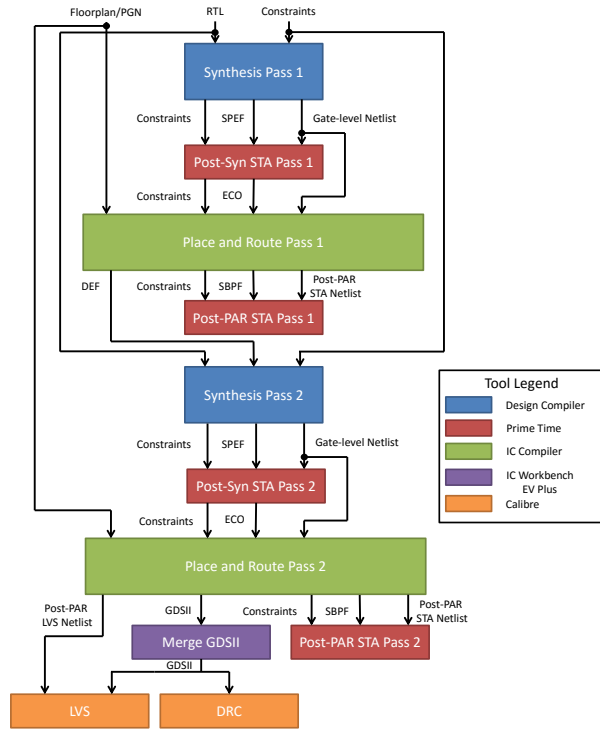 Floorplan/PGN
RTL
Constraints
Synthesis Pass 1
Constraints
SPEF
Gate-level Netlist
Post-Syn STA Pass 1
Constraints
ECO
Place and Route Pass 1
DEF
Constraints
SBPF
Post-PAR
STA Netlist
Post-PAR STA Pass 1
Synthesis Pass 2
Constraints
SPEF
Gate-level Netlist
Post-Syn STA Pass 2
Constraints
ECO
Place and Route Pass 2
Post-PAR
LVS Netlist
GDSII
Constraints
SBPF
Post-PAR
STA Netlist
Merge GDSII
Post-PAR STA Pass 2
GDSII
LVS
DRC
Tool Legend
Design Compiler
Prime Time
IC Compiler
IC Workbench
EV Plus
Calibre